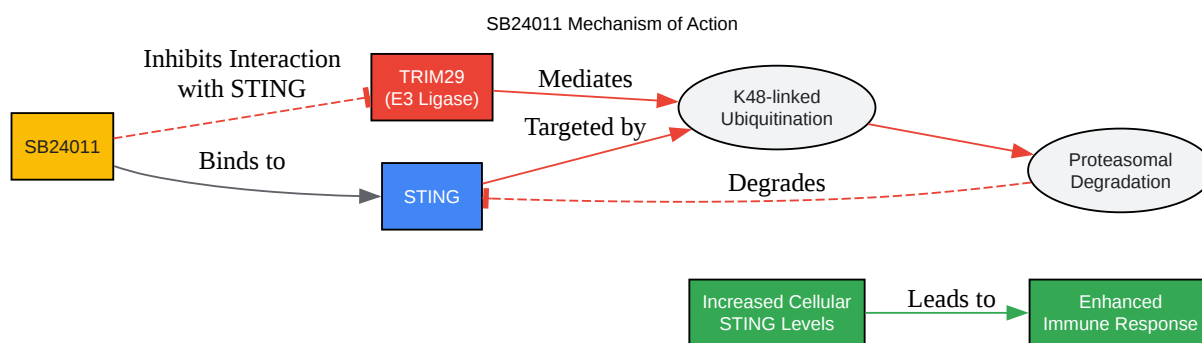 SB24011 Mechanism of Action
Inhibits Interaction
with STING
TRIM29
(E3 Ligase)
Mediates
K48-linked
Ubiquitination
SB24011
Binds to
STING
Targeted by
Degrades
Proteasomal
Degradation
Increased Cellular
STING Levels
Leads to
Enhanced
Immune Response